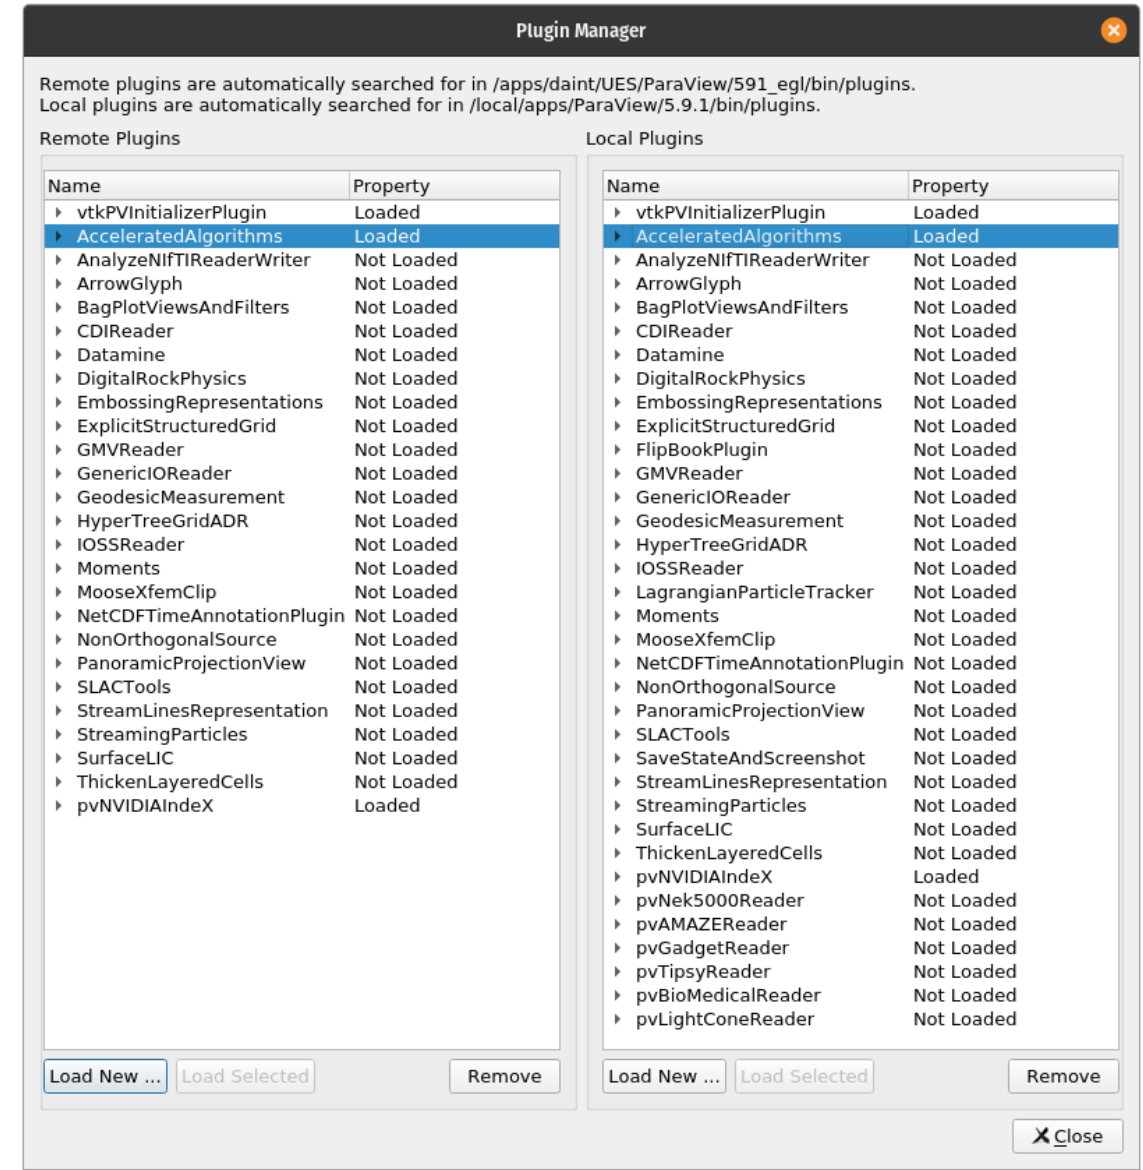 Plugin Manager
Remote plugins are automatically searched for in /apps/daint/UES/ParaView/591_egl/bin/plugins.
Local plugins are automatically searched for in /local/apps/ParaView/5.9.1/bin/plugins.
Remote Plugins
Name Property
vtkPVInitializerPlugin Loaded
AcceleratedAlgorithms Loaded
AnalyzeNIfTIReaderWriter Not Loaded
ArrowGlyph Not Loaded
BagPlotViewsAndFilters Not Loaded
CDIReader Not Loaded
Datamine Not Loaded
DigitalRockPhysics Not Loaded
EmbossingRepresentations Not Loaded
ExplicitStructuredGrid Not Loaded
GMVReader Not Loaded
GenericIOReader Not Loaded
GeodesicMeasurement Not Loaded
HyperTreeGridADR Not Loaded
IOSSReader Not Loaded
Moments Not Loaded
MooseXfemClip Not Loaded
NetCDFTimeAnnotationPlugin Not Loaded
NonOrthogonalSource Not Loaded
PanoramicProjectionView Not Loaded
SLACTools Not Loaded
StreamLinesRepresentation Not Loaded
StreamingParticles Not Loaded
SurfaceLIC Not Loaded
ThickenLayeredCells Not Loaded
pvNVIDIAIndeX Loaded
Load New ... Load Selected Remove
Local Plugins
Name Property
vtkPVInitializerPlugin Loaded
AcceleratedAlgorithms Loaded
AnalyzeNIfTIReaderWriter Not Loaded
ArrowGlyph Not Loaded
BagPlotViewsAndFilters Not Loaded
CDIReader Not Loaded
Datamine Not Loaded
DigitalRockPhysics Not Loaded
EmbossingRepresentations Not Loaded
ExplicitStructuredGrid Not Loaded
FlipBookPlugin Not Loaded
GMVReader Not Loaded
GenericIOReader Not Loaded
GeodesicMeasurement Not Loaded
HyperTreeGridADR Not Loaded
IOSSReader Not Loaded
LagrangianParticleTracker Not Loaded
Moments Not Loaded
MooseXfemClip Not Loaded
NetCDFTimeAnnotationPlugin Not Loaded
NonOrthogonalSource Not Loaded
PanoramicProjectionView Not Loaded
SLACTools Not Loaded
SaveStateAndScreenshot Not Loaded
StreamLinesRepresentation Not Loaded
StreamingParticles Not Loaded
SurfaceLIC Not Loaded
ThickenLayeredCells Not Loaded
pvNVIDIAIndeX Loaded
pvNek5000Reader Not Loaded
pvAMAZEReader Not Loaded
pvGadgetReader Not Loaded
pvTipsyReader Not Loaded
pvBioMedicalReader Not Loaded
pvLightConeReader Not Loaded
Load New ... Load Selected Remove
Close